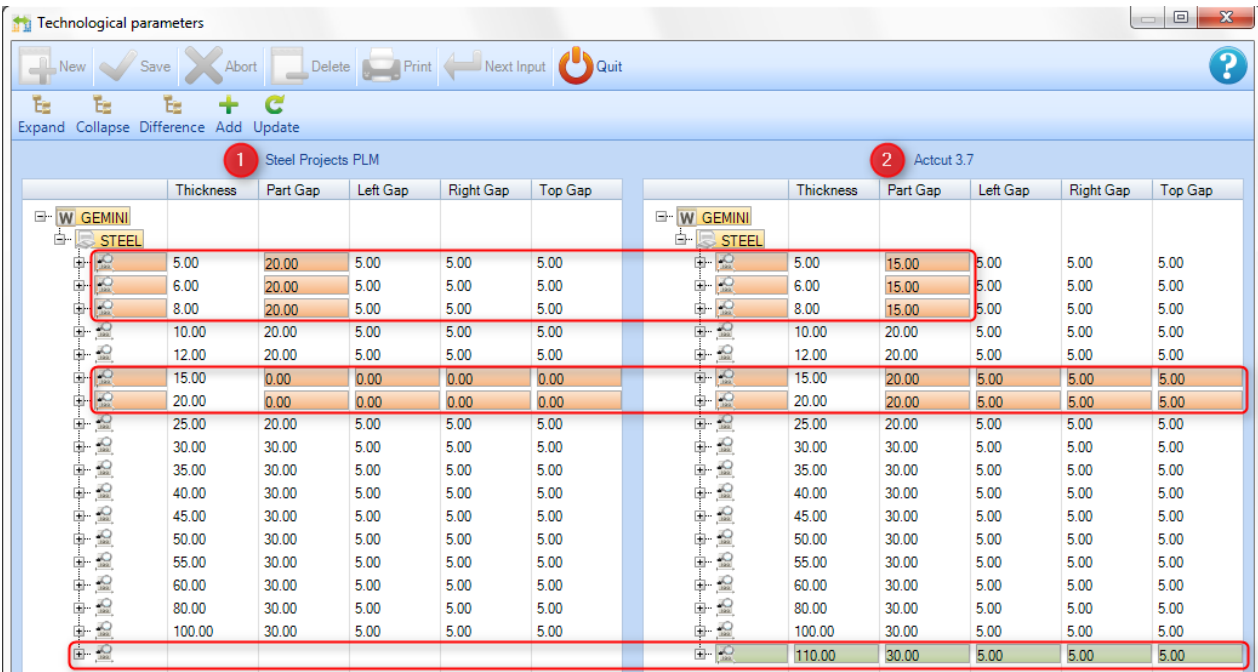 Technological parameters
New Save Abort Delete Print Next Input Quit
Expand Collapse Difference Add Update
1 Steel Projects PLM 2 Actcut 3.7
Thickness Part Gap Left Gap Right Gap Top Gap Thickness Part Gap Left Gap Right Gap Top Gap
W GEMINI W GEMINI
STEEL STEEL
5.00 20.00 5.00 5.00 5.00 5.00 15.00 5.00 5.00 5.00
6.00 20.00 5.00 5.00 5.00 6.00 15.00 5.00 5.00 5.00
8.00 20.00 5.00 5.00 5.00 8.00 15.00 5.00 5.00 5.00
10.00 20.00 5.00 5.00 5.00 10.00 20.00 5.00 5.00 5.00
12.00 20.00 5.00 5.00 5.00 12.00 20.00 5.00 5.00 5.00
15.00 0.00 0.00 0.00 0.00 15.00 20.00 5.00 5.00 5.00
20.00 0.00 0.00 0.00 0.00 20.00 20.00 5.00 5.00 5.00
25.00 20.00 5.00 5.00 5.00 25.00 20.00 5.00 5.00 5.00
30.00 30.00 5.00 5.00 5.00 30.00 30.00 5.00 5.00 5.00
35.00 30.00 5.00 5.00 5.00 35.00 30.00 5.00 5.00 5.00
40.00 30.00 5.00 5.00 5.00 40.00 30.00 5.00 5.00 5.00
45.00 30.00 5.00 5.00 5.00 45.00 30.00 5.00 5.00 5.00
50.00 30.00 5.00 5.00 5.00 50.00 30.00 5.00 5.00 5.00
55.00 30.00 5.00 5.00 5.00 55.00 30.00 5.00 5.00 5.00
60.00 30.00 5.00 5.00 5.00 60.00 30.00 5.00 5.00 5.00
80.00 30.00 5.00 5.00 5.00 80.00 30.00 5.00 5.00 5.00
100.00 30.00 5.00 5.00 5.00 100.00 30.00 5.00 5.00 5.00
110.00 30.00 5.00 5.00 5.00